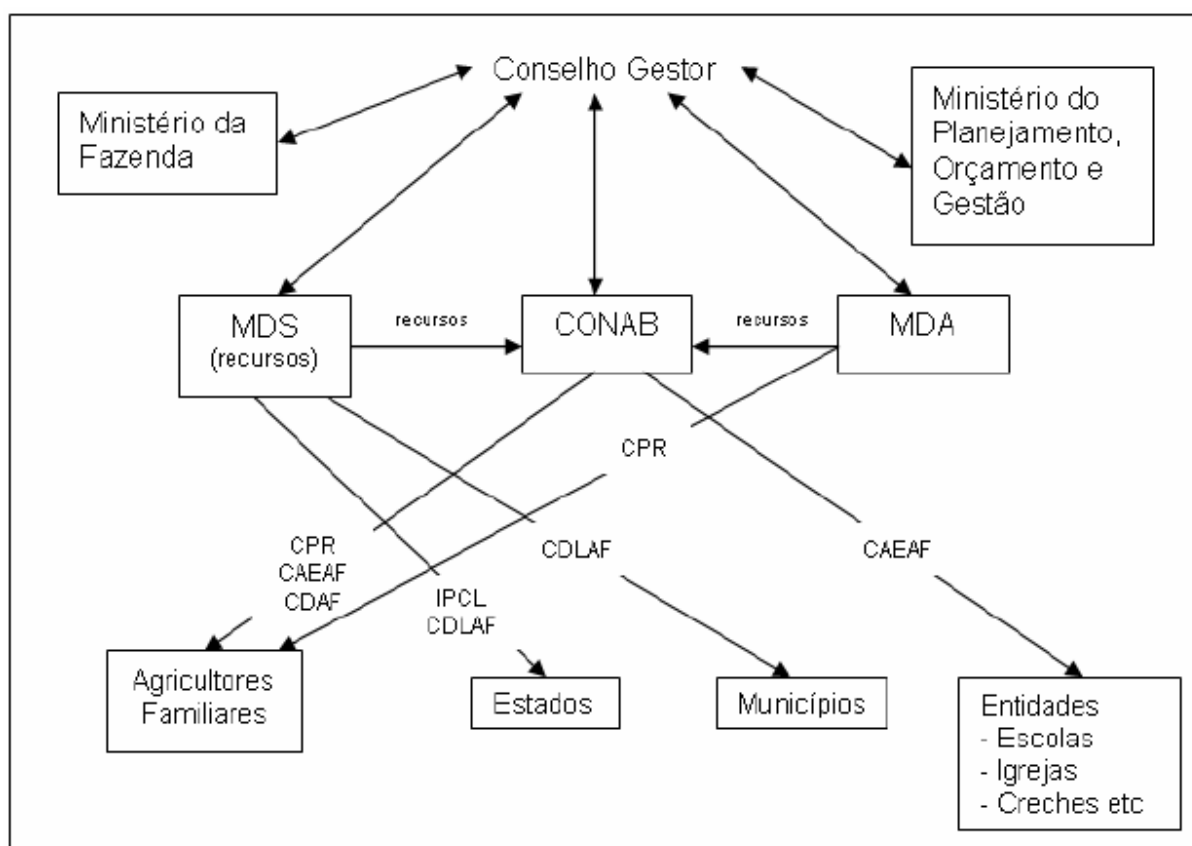 Conselho Gestor
Ministério da
Fazenda
Ministério do
Planejamento,
Orçamento e
Gestão
MDS
(recursos)
recursos
CONAB
recursos
MDA
CPR
CPR
CAEAF
CDAF
IPCL
CDLAF
CDLAF
CAEAF
Agricultores
Familiares
Estados
Municípios
Entidades
- Escolas
- Igrejas
- Creches etc